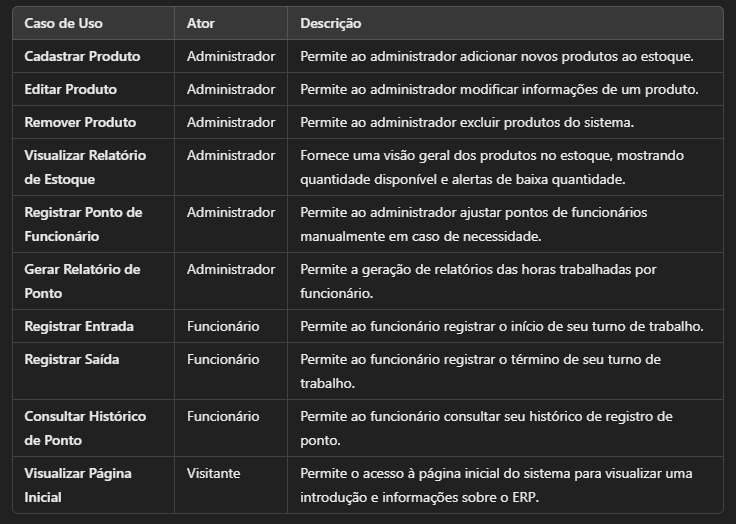 Caso de Uso Ator Descrição
Cadastrar Produto Administrador Permite ao administrador adicionar novos produtos ao estoque.
Editar Produto Administrador Permite ao administrador modificar informações de um produto.
Remover Produto Administrador Permite ao administrador excluir produtos do sistema.
Visualizar Relatório Administrador Fornece uma visão geral dos produtos no estoque, mostrando
de Estoque quantidade disponível e alertas de baixa quantidade.
Registrar Ponto de Administrador Permite ao administrador ajustar pontos de funcionários
Funcionário manualmente em caso de necessidade.
Gerar Relatório de Administrador Permite a geração de relatórios das horas trabalhadas por
Ponto funcionário.
Registrar Entrada Funcionário Permite ao funcionário registrar o início de seu turno de trabalho.
Registrar Saída Funcionário Permite ao funcionário registrar o término de seu turno de
trabalho.
Consultar Histórico Funcionário Permite ao funcionário consultar seu histórico de registro de
de Ponto ponto.
Visualizar Página Visitante Permite o acesso à página inicial do sistema para visualizar uma
Inicial introdução e informações sobre o ERP.